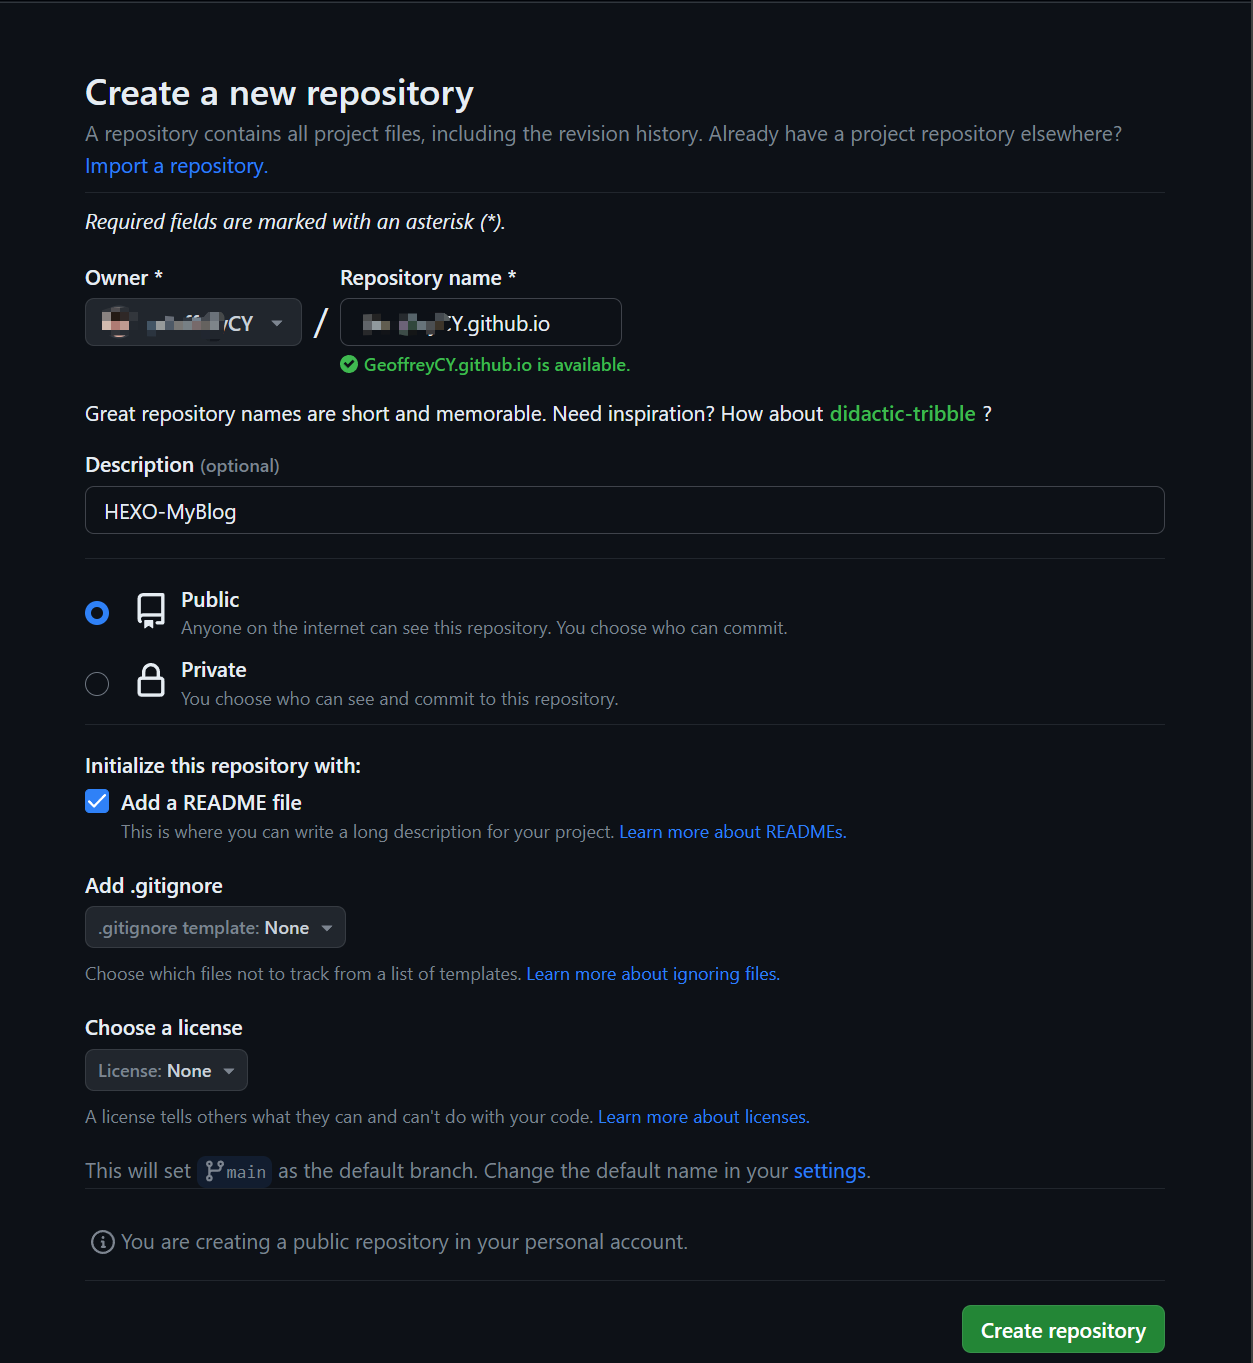 Create a new repository
A repository contains all project files, including the revision history. Already have a project repository elsewhere?
Import a repository.
Required fields are marked with an asterisk (*).
Owner *
Repository name *
CY
/
Y.github.io
GeoffreyCY.github.io is available.
Great repository names are short and memorable. Need inspiration? How about didactic-tribble ?
Description (optional)
HEXO-MyBlog
Public
Anyone on the internet can see this repository. You choose who can commit.
Private
You choose who can see and commit to this repository.
Initialize this repository with:
Add a README file
This is where you can write a long description for your project. Learn more about READMEs.
Add .gitignore
.gitignore template: None
Choose which files not to track from a list of templates. Learn more about ignoring files.
Choose a license
License: None
A license tells others what they can and can't do with your code. Learn more about licenses.
This will set main as the default branch. Change the default name in your settings.
You are creating a public repository in your personal account.
Create repository